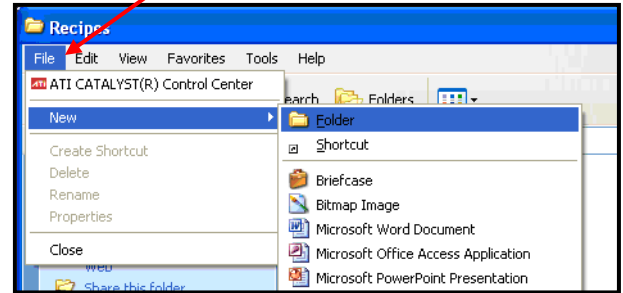 Recipes
File Edit View Favorites Tools Help
ATI ATI CATALYST(R) Control Center
earch Folders
New
Folder
Create Shortcut
Shortcut
Delete
Briefcase
Rename
Bitmap Image
Properties
Microsoft Word Document
Close
Microsoft Office Access Application
Web
Share this folder
Microsoft PowerPoint Presentation